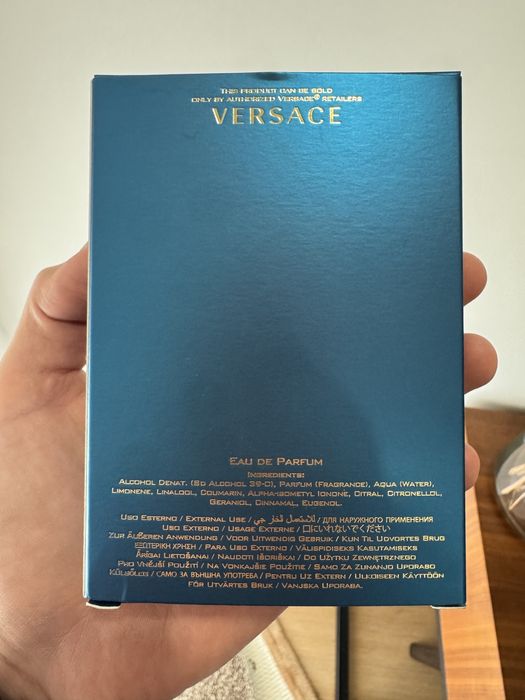 THIS PRODUCT CAN BE SOLD
ONLY BY AUTHORIZED VERSACE® RETAILERS
VERSACE
EAU DE PARFUM
INGREDIENTS:
ALCOHOL DENAT. (SD ALCOHOL 39-C), PARFUM (FRAGRANCE), AQUA (WATER),
LIMONENE, LINALOOL, COUMARIN, ALPHA-ISOMETYL IONONE, CITRAL, CITRONELLOL,
GERANIOL, CINNAMAL, EUGENOL.
USO ESTERNO / EXTERNAL USE / للاستعمال الخارجي / ДЛЯ НАРУЖНОГО ПРИМЕНЕНИЯ
USO EXTERNO / USAGE EXTERNE / 口にいれないでください
ZUR ÄUßEREN ANWENDUNG / VOOR UITWENDIG GEBRUIK / KUN TIL UDVORTES BRUG
ΕΞΩΤΕΡΙΚΗ ΧΡΗΣΗ / PARA USO EXTERNO / VÄLISPIDISEKS KASUTAMISEKS
ĀRĪGAI LIETOŠANAI / NAUDOTI IŠORIŠKAI / DO UŻYTKU ZEWNĘTRZNEGO
PRO VNĚJŠÍ POUŽITÍ / NA VONKAJŠIE POUŽITIE / SAMO ZA ZUNANJO UPORABO
KÜLSŐLEG / САМО ЗА ВЪНШНА УПОТРЕБА / PENTRU UZ EXTERN / ULKOISEEN KÄYTTÖÖN
FÖR UTVÄRTES BRUK / VANJSKA UPORABA.